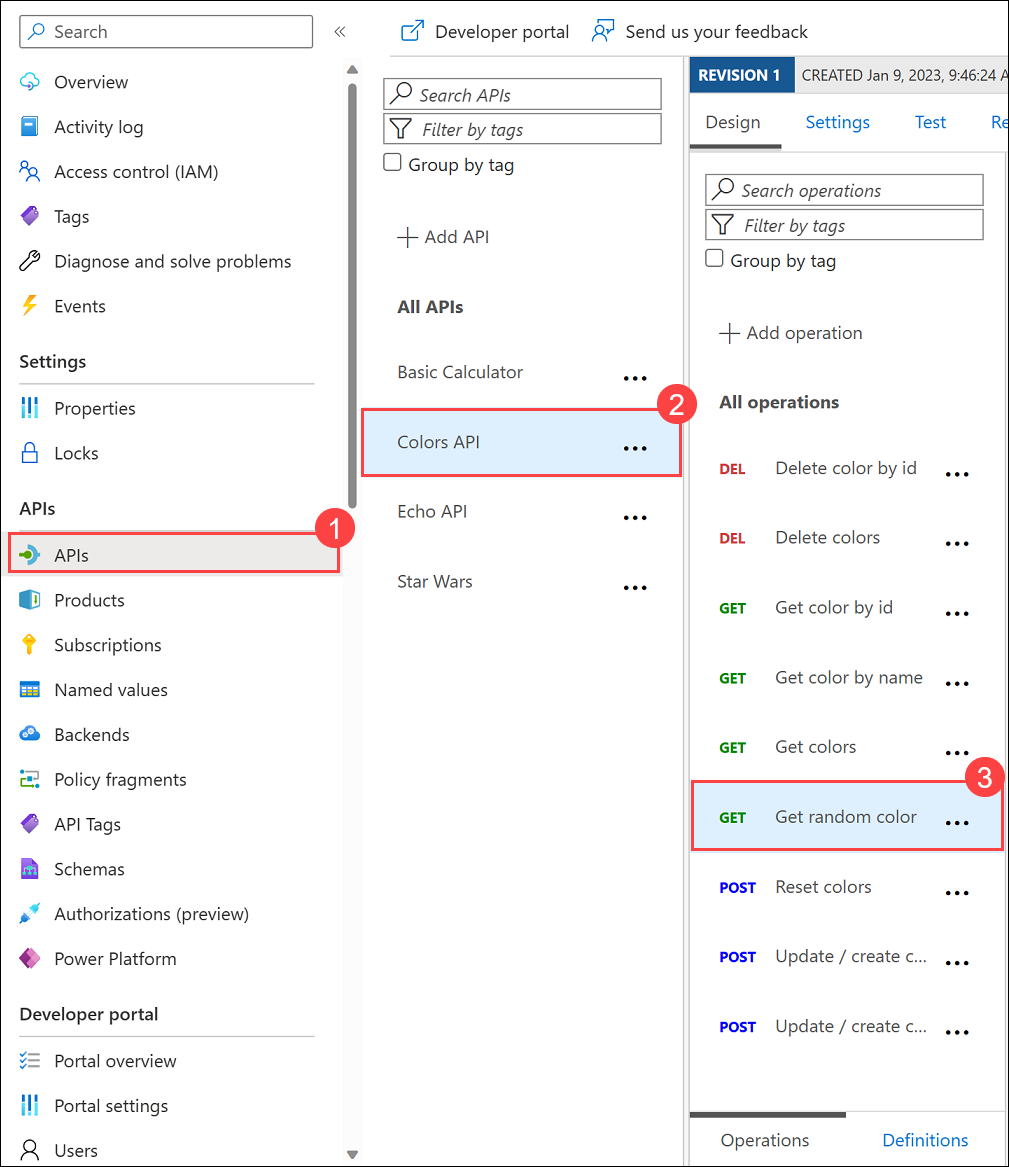 Search
«
Overview
Activity log
Access control (IAM)
Tags
Diagnose and solve problems
Events
Settings
Properties
Locks
APIs
1
APIs
Products
Subscriptions
Named values
Backends
Policy fragments
API Tags
Schemas
Authorizations (preview)
Power Platform
Developer portal
Portal overview
Portal settings
Users
Developer portal
Send us your feedback
Search APIs
Filter by tags
Group by tag
Add API
All APIs
Basic Calculator ...
2
Colors API ...
Echo API ...
Star Wars ...
REVISION 1 CREATED Jan 9, 2023, 9:46:24 A
Design Settings Test Re
Search operations
Filter by tags
Group by tag
Add operation
All operations
DEL Delete color by id ...
DEL Delete colors ...
GET Get color by id ...
GET Get color by name ...
GET Get colors ...
3
GET Get random color ...
POST Reset colors ...
POST Update / create c... ...
POST Update / create c... ...
Operations Definitions